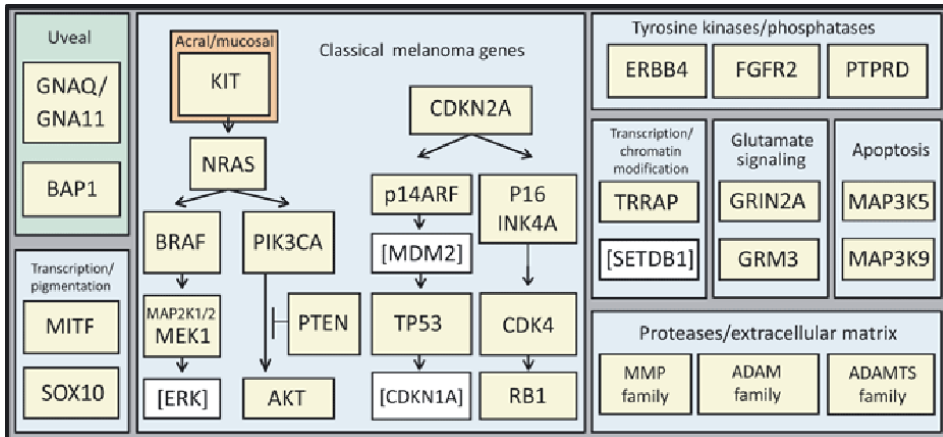 Uveal
GNAQ/
GNA11
BAP1
Transcription/
pigmentation
MITF
SOX10
Classical melanoma genes
Acral/mucosal
KIT
NRAS
BRAF
PIK3CA
MAP2K1/2
MEK1
PTEN
[ERK]
AKT
CDKN2A
p14ARF
P16
INK4A
[MDM2]
TP53
CDK4
[CDKN1A]
RB1
Tyrosine kinases/phosphatases
ERBB4
FGFR2
PTPRD
Transcription/
chromatin
modification
TRRAP
[SETDB1]
Glutamate
signaling
GRIN2A
GRM3
Apoptosis
MAP3K5
MAP3K9
Proteases/extracellular matrix
MMP
family
ADAM
family
ADAMTS
family